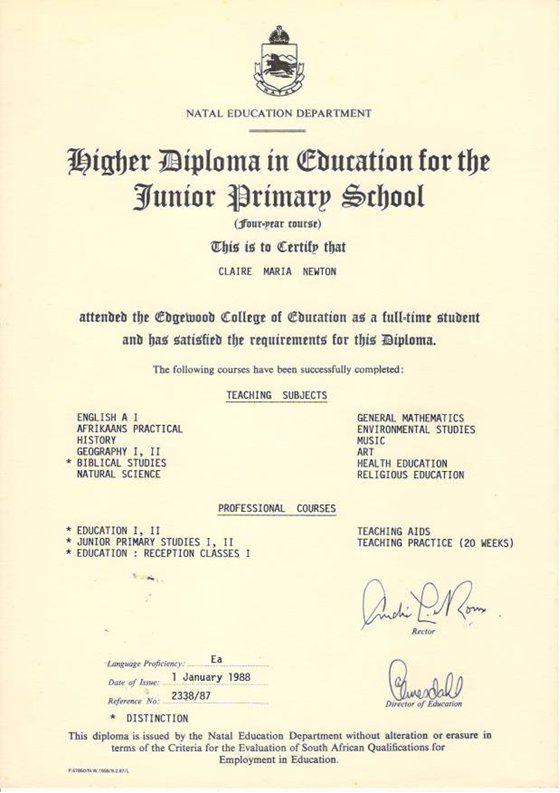 NATAL
NATAL EDUCATION DEPARTMENT
Higher Diploma in Education for the
Junior Primary School
(Four-year course)
This is to Certify that
CLAIRE MARIA NEWTON
attended the Edgewood College of Education as a full-time student
and has satisfied the requirements for this Diploma.
The following courses have been successfully completed:
TEACHING SUBJECTS
ENGLISH A I
AFRIKAANS PRACTICAL
HISTORY
GEOGRAPHY I, II
* BIBLICAL STUDIES
NATURAL SCIENCE
GENERAL MATHEMATICS
ENVIRONMENTAL STUDIES
MUSIC
ART
HEALTH EDUCATION
RELIGIOUS EDUCATION
PROFESSIONAL COURSES
* EDUCATION I, II
* JUNIOR PRIMARY STUDIES I, II
* EDUCATION : RECEPTION CLASSES I
TEACHING AIDS
TEACHING PRACTICE (20 WEEKS)
Rector
Language Proficiency: Ea
Date of Issue: 1 January 1988
Reference No: 2338/87
Director of Education
* DISTINCTION
This diploma is issued by the Natal Education Department without alteration or erasure in
terms of the Criteria for the Evaluation of South African Qualifications for
Employment in Education.